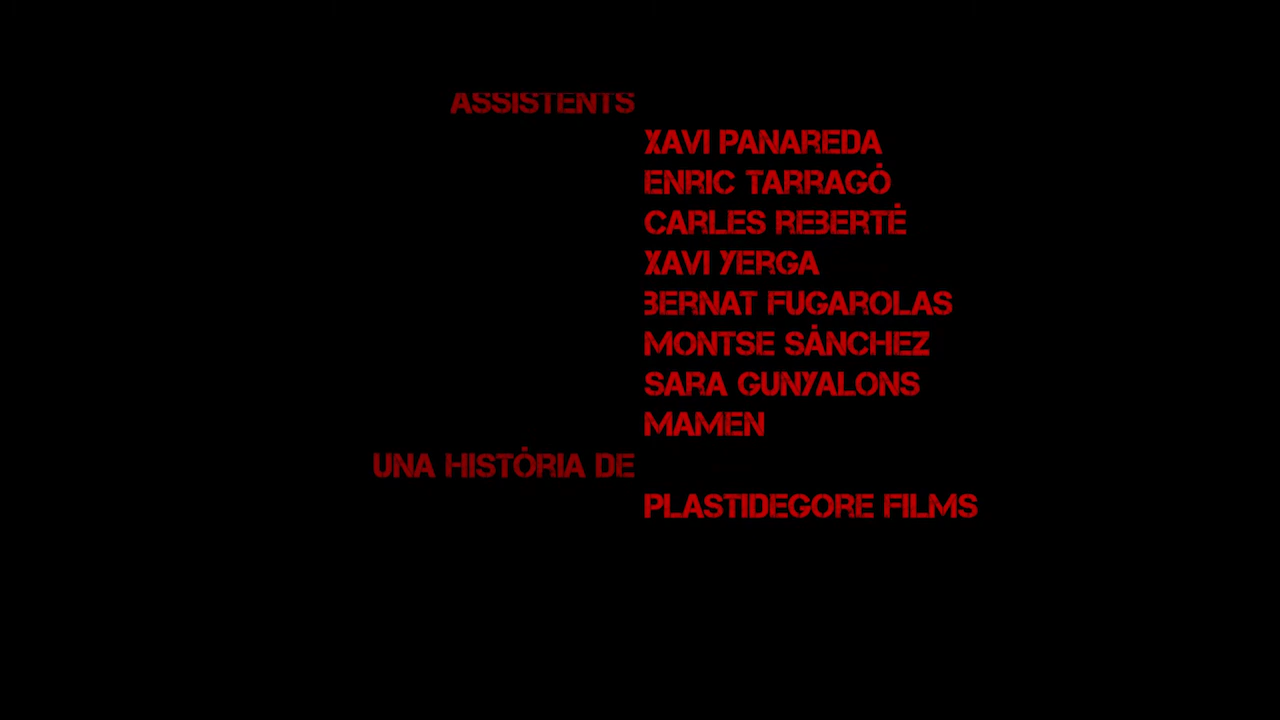 ASSISTENTS
XAVI PANAREDA
ENRIC TARRAGÓ
CARLES REBERTÉ
XAVI YERGA
BERNAT FUGAROLAS
MONTSE SÁNCHEZ
SARA GUNYALONS
MAMEN
UNA HISTÒRIA DE
PLASTIDEGORE FILMS